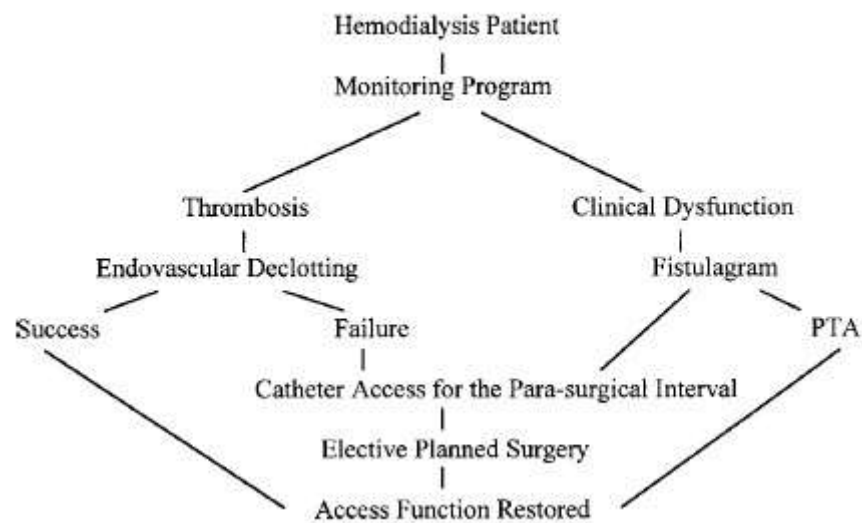 Hemodialysis Patient
Monitoring Program
Thrombosis
Clinical Dysfunction
Endovascular Declotting
Fistulagram
Success
Failure
PTA
Catheter Access for the Para-surgical Interval
Elective Planned Surgery
Access Function Restored